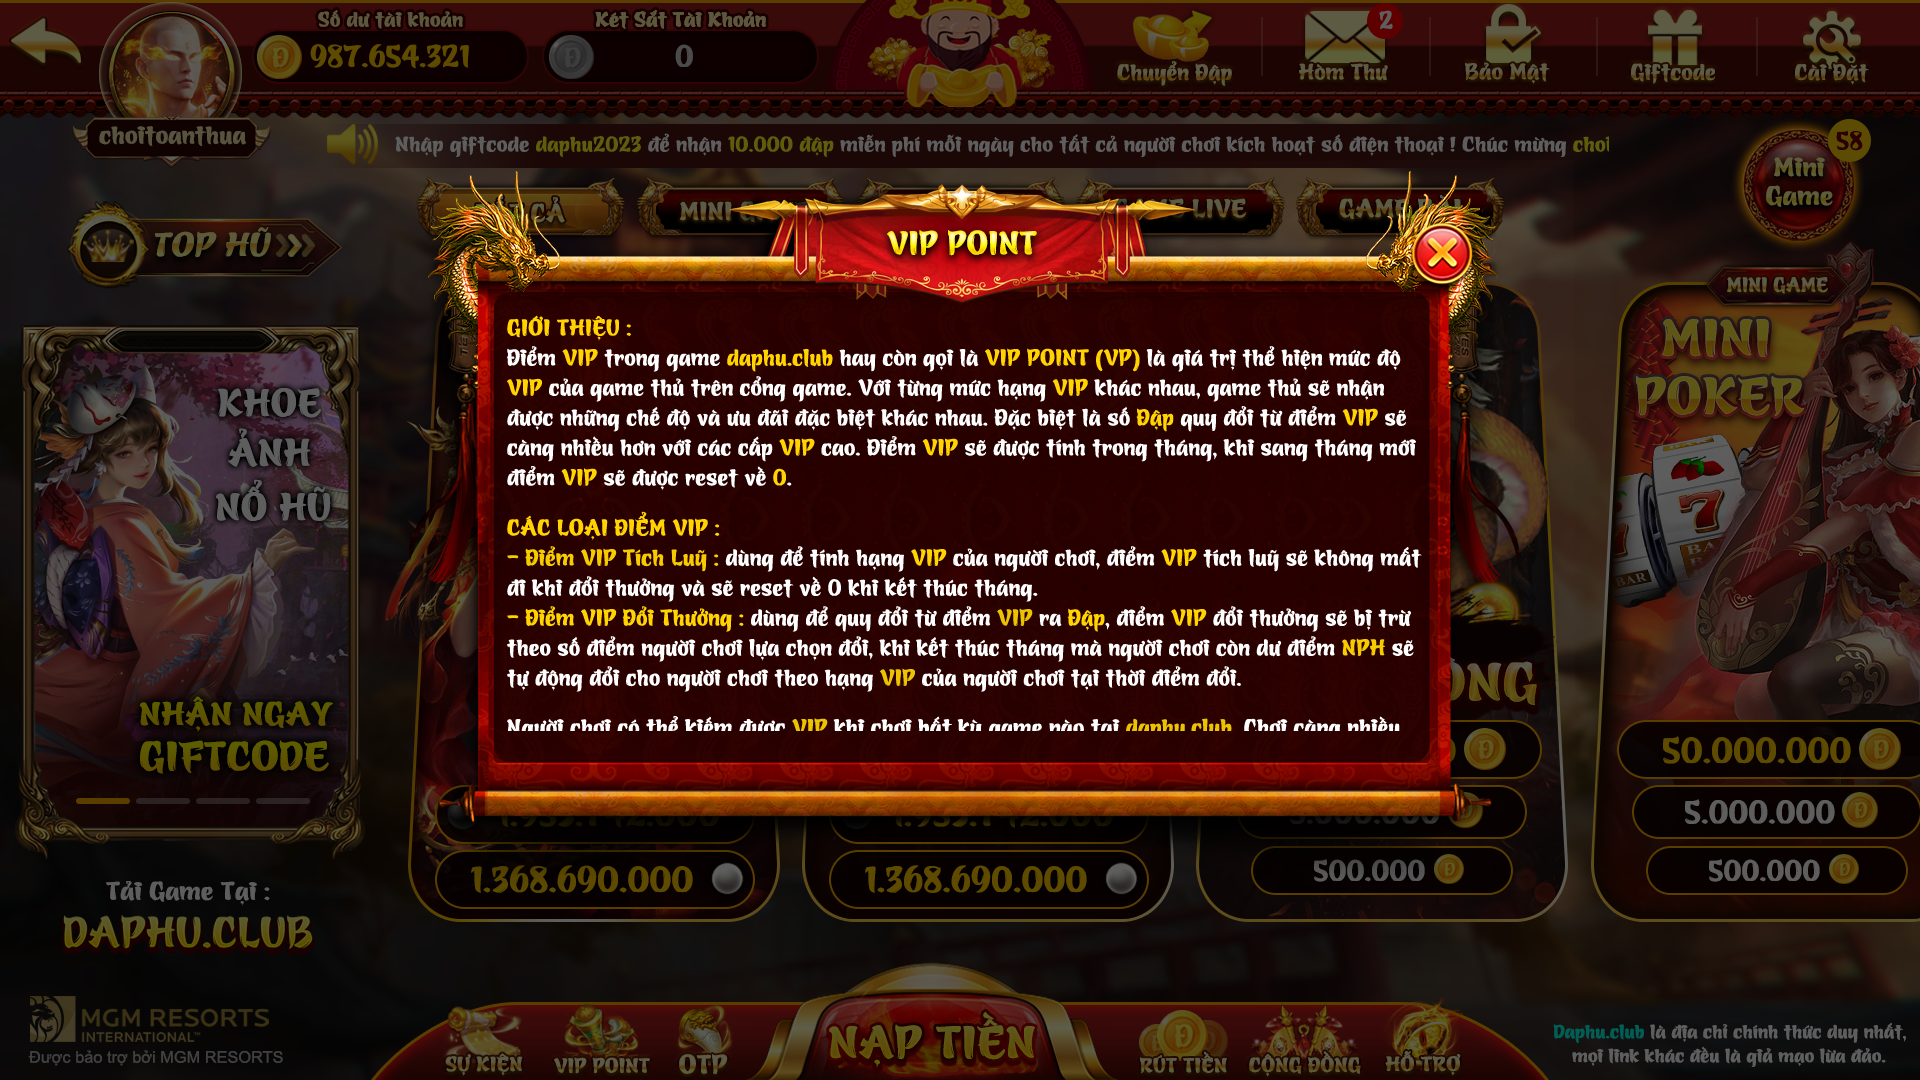 Số dư tài khoản
987.654.321
Két Sắt Tài Khoản
0
Chuyển Đập
2
Hòm Thư
Bảo Mật
Giftcode
Cài Đặt
choitoanthua
Nhập giftcode daphu2023 để nhận 10.000 đập miễn phí mỗi ngày cho tất cả người chơi kích hoạt số điện thoại ! Chúc mừng choi
58
Mini
Game
TOP HŨ
CẢ
MINI
LIVE
GAME
VIP POINT
GIỚI THIỆU :
Điểm VIP trong game daphu.club hay còn gọi là VIP POINT (VP) là giá trị thể hiện mức độ
VIP của game thủ trên cổng game. Với từng mức hạng VIP khác nhau, game thủ sẽ nhận
được những chế độ và ưu đãi đặc biệt khác nhau. Đặc biệt là số Đập quy đổi từ điểm VIP sẽ
càng nhiều hơn với các cấp VIP cao. Điểm VIP sẽ được tính trong tháng, khi sang tháng mới
điểm VIP sẽ được reset về 0.
CÁC LOẠI ĐIỂM VIP :
- Điểm VIP Tích Luỹ : dùng để tính hạng VIP của người chơi, điểm VIP tích luỹ sẽ không mất
đi khi đổi thưởng và sẽ reset về 0 khi kết thúc tháng.
- Điểm VIP Đổi Thưởng : dùng để quy đổi từ điểm VIP ra Đập, điểm VIP đổi thưởng sẽ bị trừ
theo số điểm người chơi lựa chọn đổi, khi kết thúc tháng mà người chơi còn dư điểm NPH sẽ
tự động đổi cho người chơi theo hạng VIP của người chơi tại thời điểm đổi.
Người chơi có thể kiếm được VIP khi chơi bất kỳ game nào tại daphu.club. Chơi càng nhiều
KHOE
ẢNH
NỔ HŨ
NHẬN NGAY
GIFTCODE
Tải Game Tại :
DAPHU.CLUB
MGM RESORTS
INTERNATIONAL™
Được bảo trợ bởi MGM RESORTS
1.368.690.000
1.368.690.000
5.000.000
500.000
MINI GAME
MINI
POKER
7
BAR
50.000.000
5.000.000
500.000
SỰ KIỆN
VIP POINT
OTP
NẠP TIỀN
RÚT TIỀN
CỘNG ĐỒNG
HỖ TRỢ
Daphu.club là địa chỉ chính thức duy nhất,
mọi link khác đều là giả mạo lừa đảo.